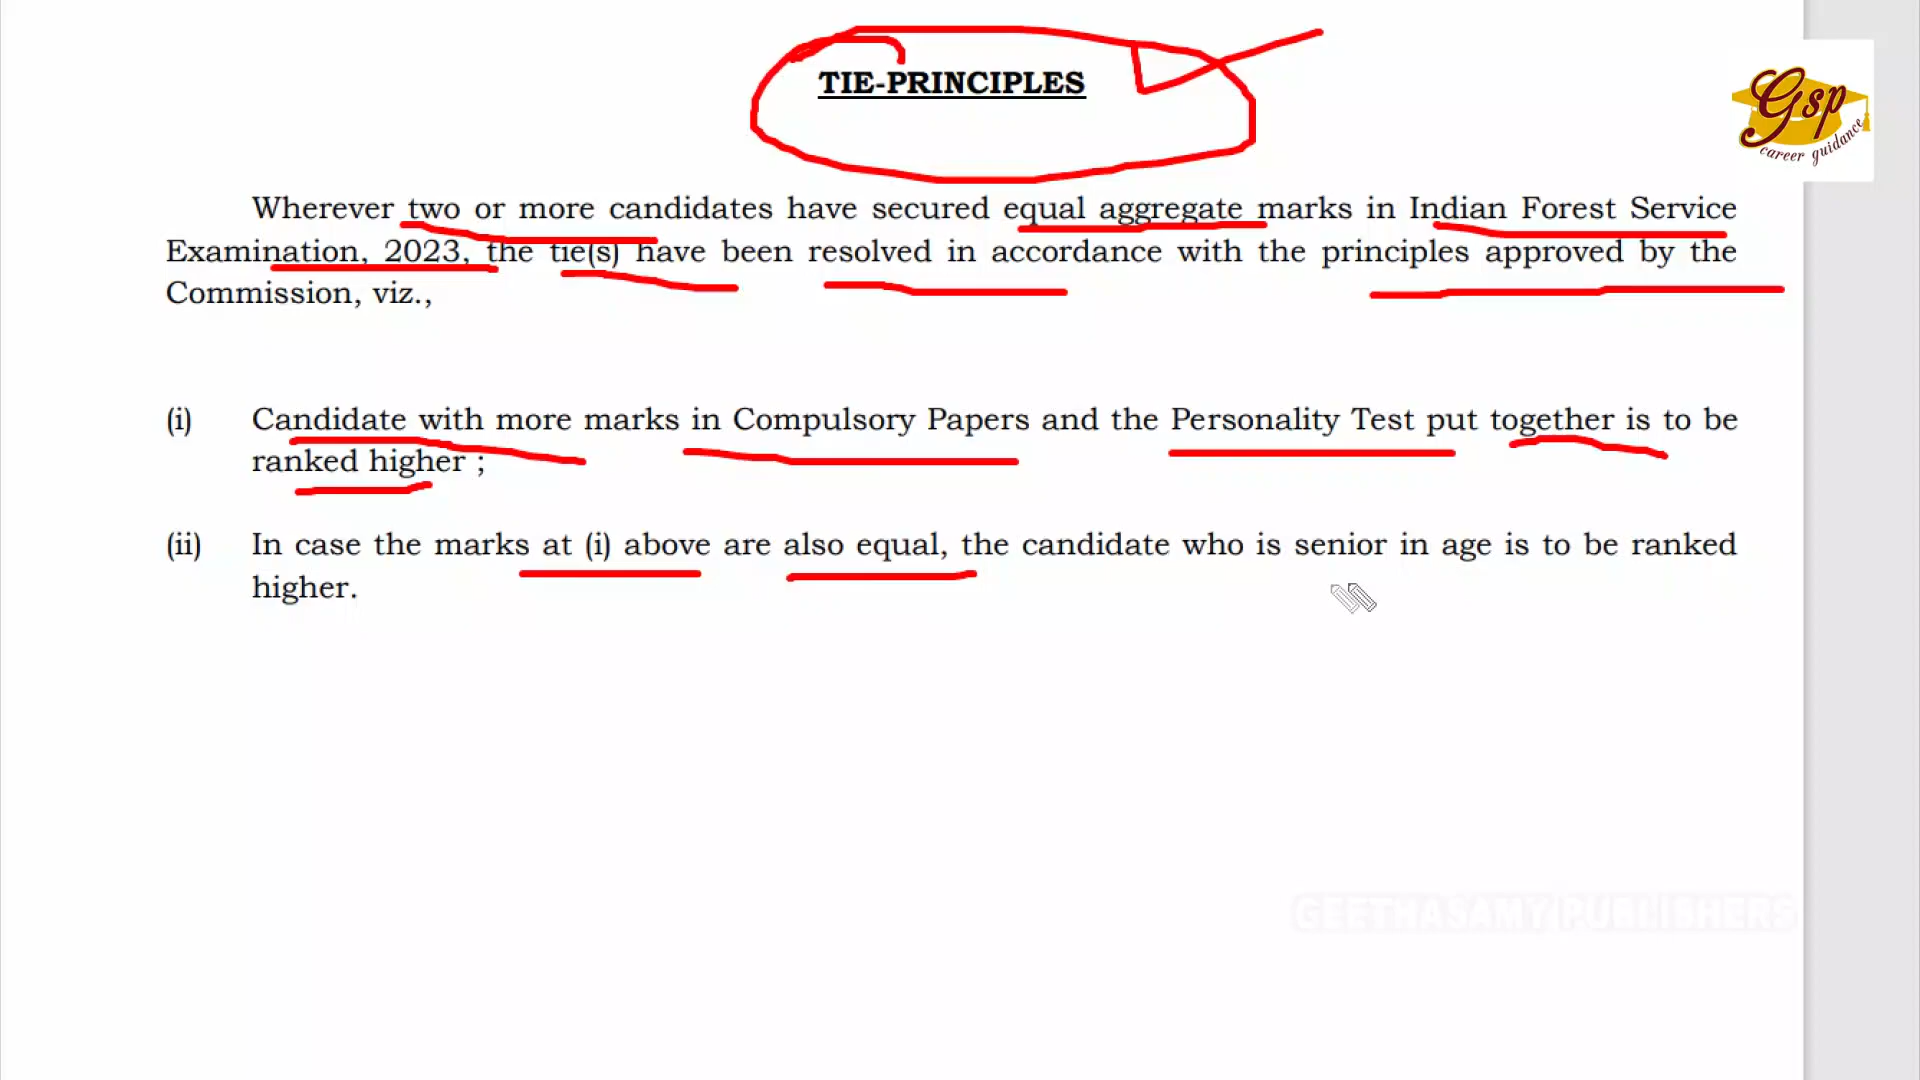 TIE-PRINCIPLES
Gsp
career guidance
Wherever two or more candidates have secured equal aggregate marks in Indian Forest Service
Examination, 2023, the tie(s) have been resolved in accordance with the principles approved by the
Commission, viz.,
(i) Candidate with more marks in Compulsory Papers and the Personality Test put together is to be
ranked higher ;
(ii) In case the marks at (i) above are also equal, the candidate who is senior in age is to be ranked
higher.
GEETHASAMY PUBLISHERS